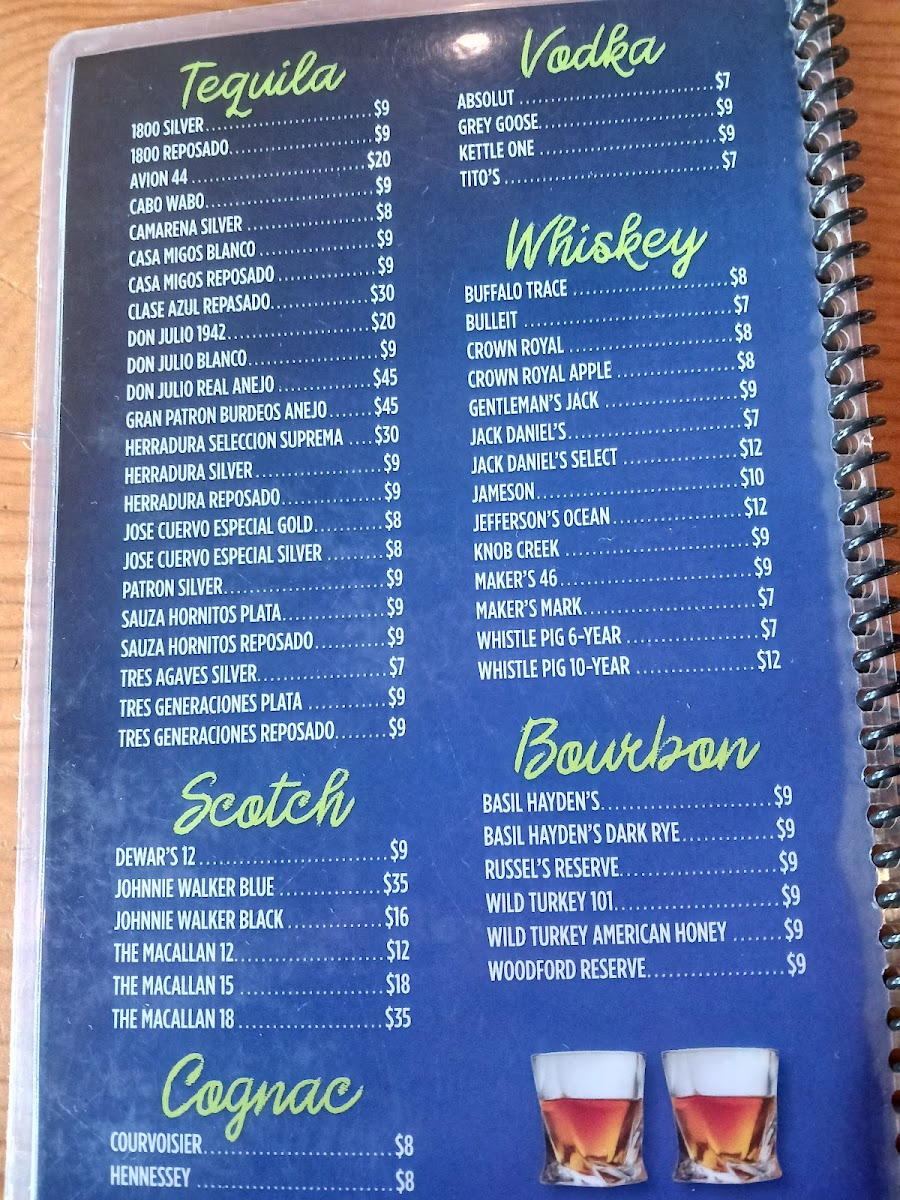 Tequila
1800 SILVER........................$9
1800 REPOSADO.....................$9
AVION 44 .........................$20
CABO WABO.........................$9
CAMARENA SILVER ...................$8
CASA MIGOS BLANCO .................$9
CASA MIGOS REPOSADO ...............$9
CLASE AZUL REPASADO..............$30
DON JULIO 1942....................$20
DON JULIO BLANCO...................$9
DON JULIO REAL ANEJO .............$45
GRAN PATRON BURDEOS ANEJO.......$45
HERRADURA SELECCION SUPREMA ....$30
HERRADURA SILVER ..................$9
HERRADURA REPOSADO................$9
JOSE CUERVO ESPECIAL GOLD..........$8
JOSE CUERVO ESPECIAL SILVER ........$8
PATRON SILVER.......................$9
SAUZA HORNITOS PLATA..............$9
SAUZA HORNITOS REPOSADO..........$9
TRES AGAVES SILVER..................$7
TRES GENERACIONES PLATA ...........$9
TRES GENERACIONES REPOSADO.......$9
Scotch
DEWAR'S 12 ..........................$9
JOHNNIE WALKER BLUE ..............$35
JOHNNIE WALKER BLACK .............$16
THE MACALLAN 12....................$12
THE MACALLAN 15 ...................$18
THE MACALLAN 18 ...................$35
Cognac
COURVOISIER.........................$8
HENNESSEY ..........................$8
Vodka
ABSOLUT ............................$7
GREY GOOSE.........................$9
KETTLE ONE .........................$9
TITO'S ..............................$7
Whiskey
BUFFALO TRACE .....................$8
BULLEIT .............................$7
CROWN ROYAL .......................$8
CROWN ROYAL APPLE ................$8
GENTLEMAN'S JACK ..................$9
JACK DANIEL'S.......................$7
JACK DANIEL'S SELECT ..............$12
JAMESON...........................$10
JEFFERSON'S OCEAN.................$12
KNOB CREEK .........................$9
MAKER'S 46..........................$9
MAKER'S MARK.......................$7
WHISTLE PIG 6-YEAR .................$7
WHISTLE PIG 10-YEAR ...............$12
Bourbon
BASIL HAYDEN'S......................$9
BASIL HAYDEN'S DARK RYE............$9
RUSSEL'S RESERVE....................$9
WILD TURKEY 101.....................$9
WILD TURKEY AMERICAN HONEY .......$9
WOODFORD RESERVE.................$9